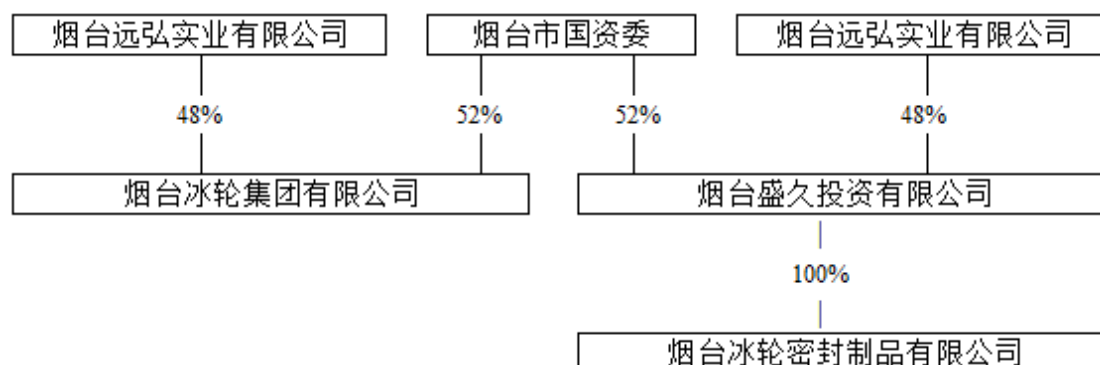 烟台远弘实业有限公司 烟台市国资委 烟台远弘实业有限公司
48% 52% 52% 48%
烟台冰轮集团有限公司 烟台盛久投资有限公司
100%
烟台冰轮密封制品有限公司